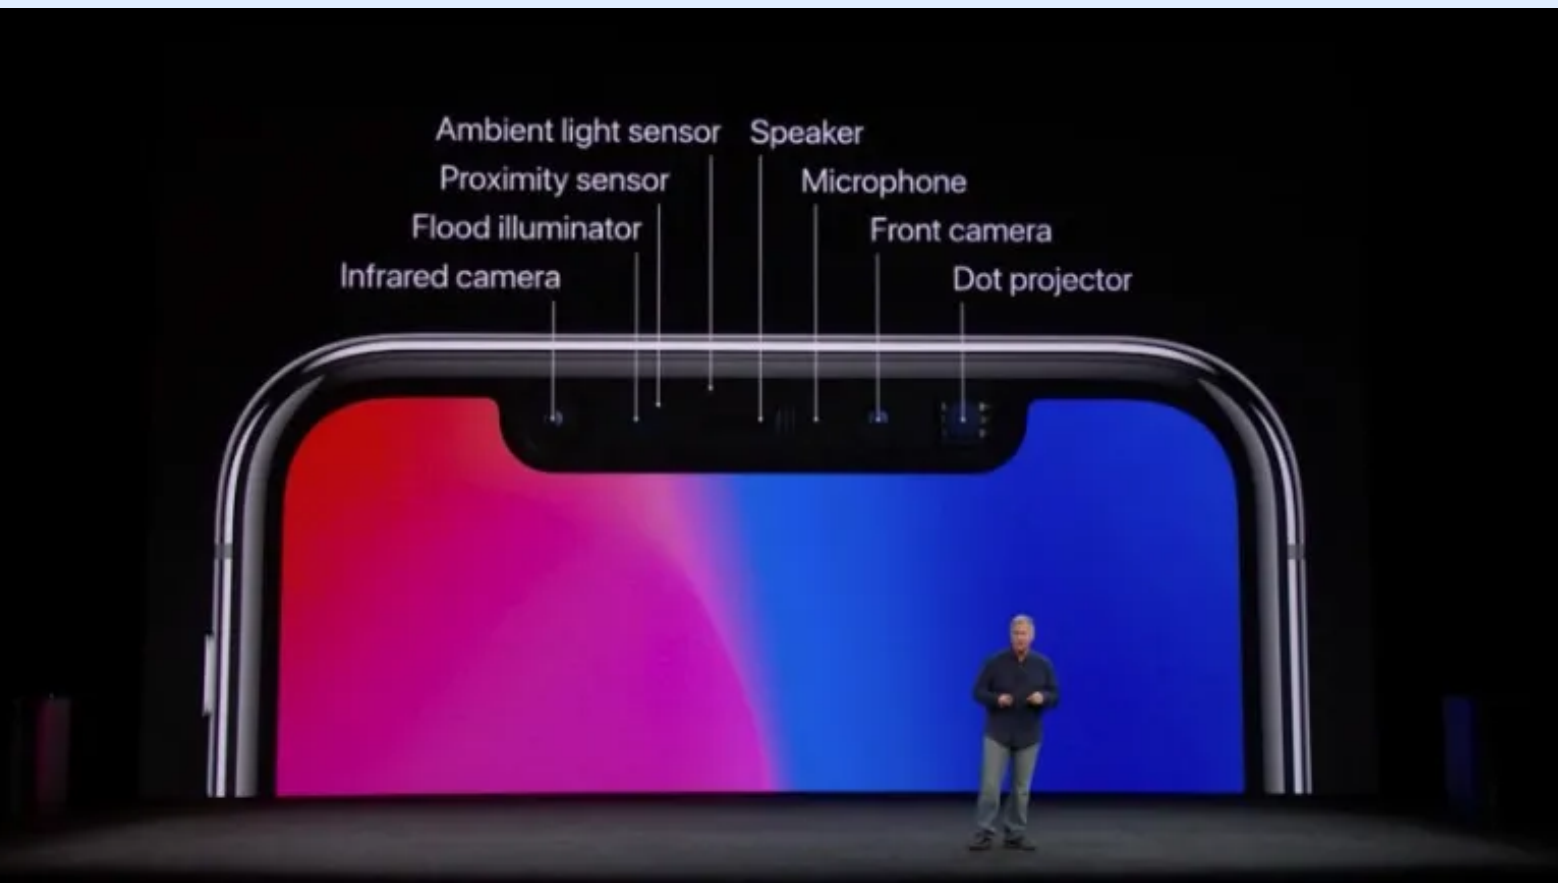 Ambient light sensor
Speaker
Proximity sensor
Microphone
Flood illuminator
Front camera
Infrared camera
Dot projector